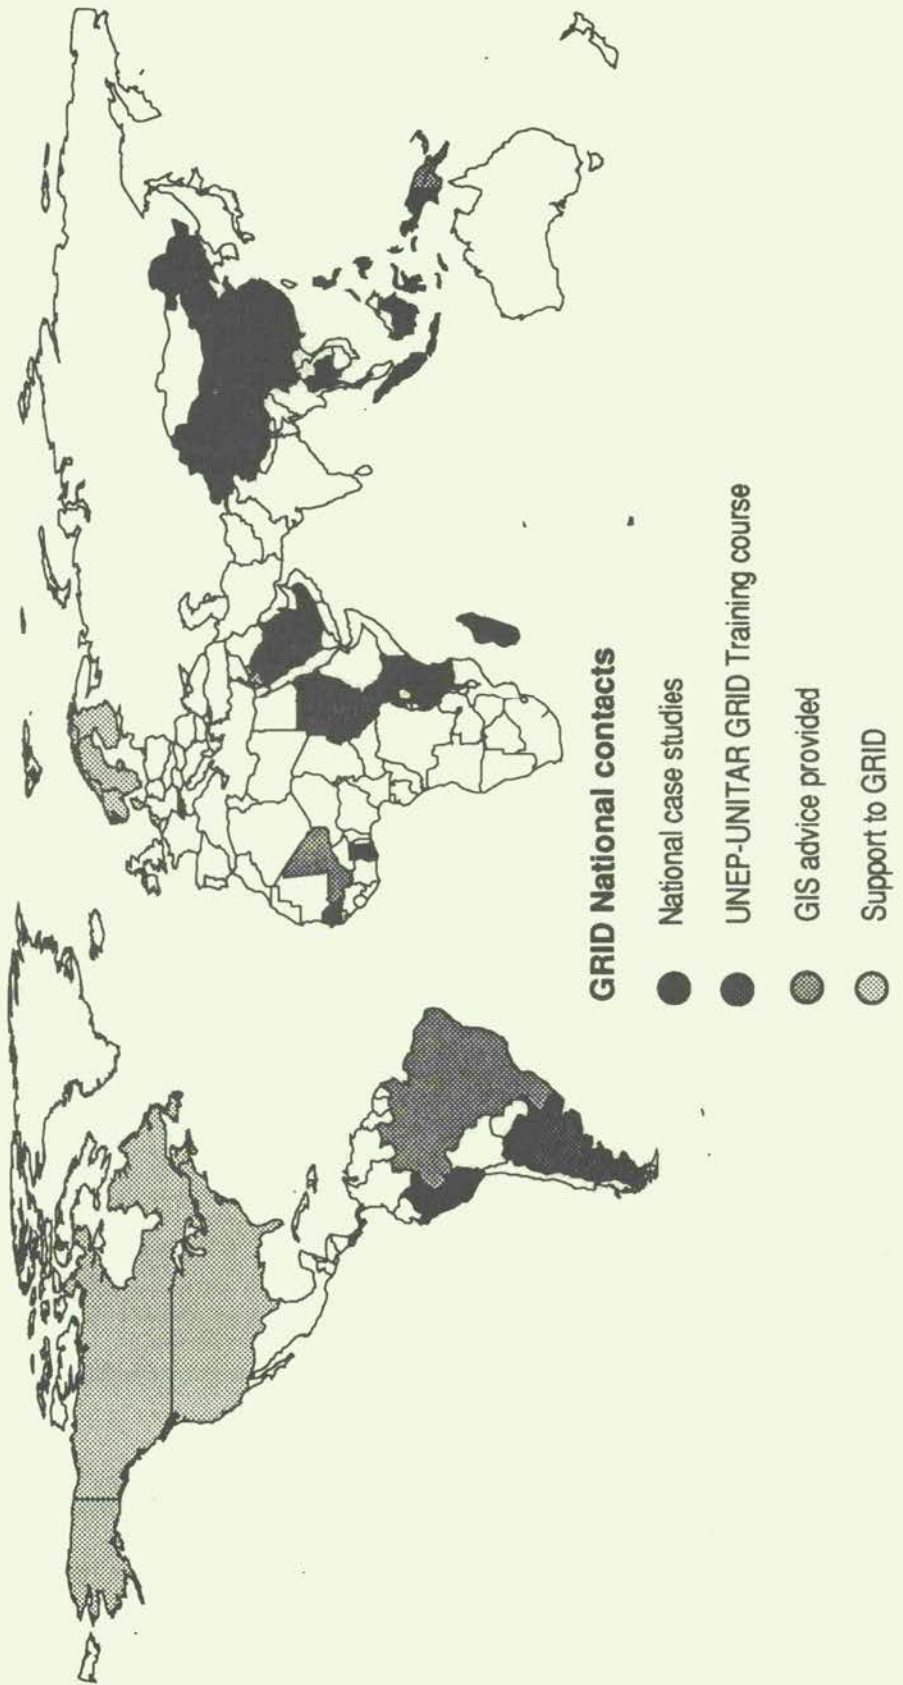 GRID National contacts
National case studies
UNEP-UNITAR GRID Training course
GIS advice provided
Support to GRID